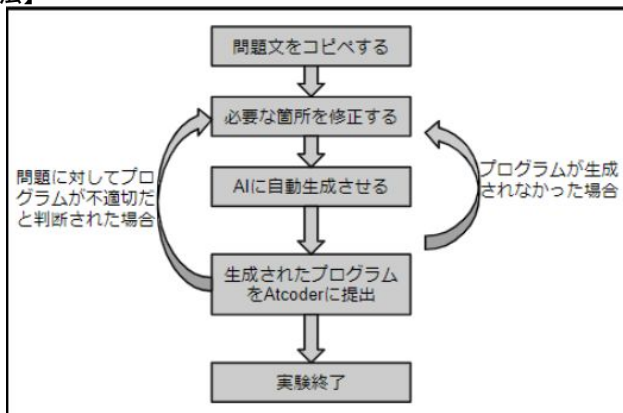 法】
問題文をコピペする
必要な箇所を修正する
問題に対してプロ
グラムが不適切だ
と判断された場合
AIに自動生成させる
プログラムが生成
されなかった場合
生成されたプログラム
をAtcoderに提出
実験終了